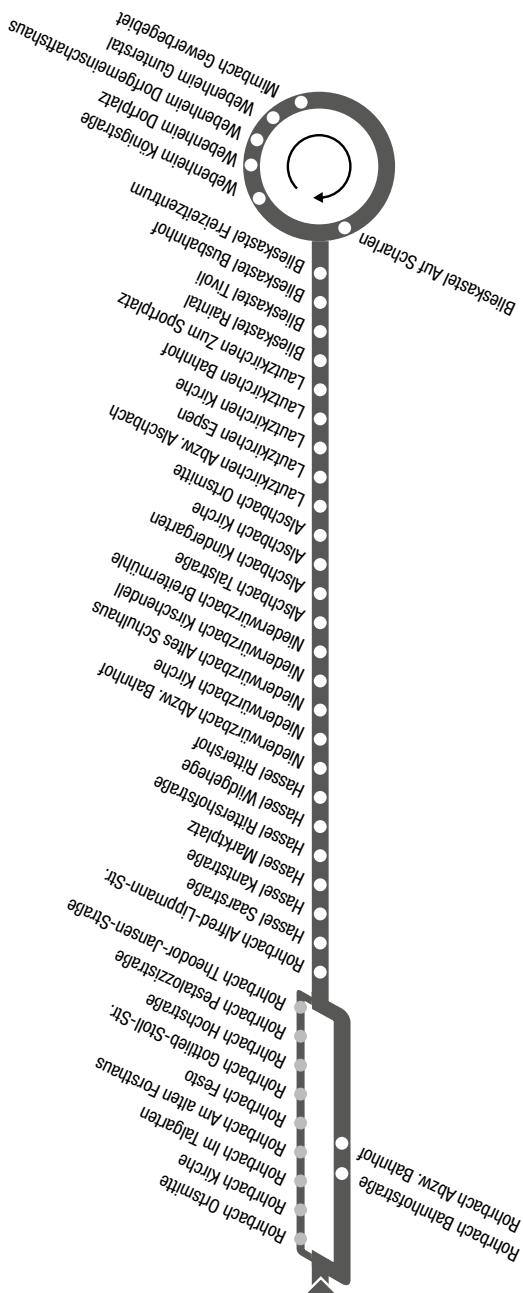 Mimbach Gewerbegebiet
Webenheim Gunterstal
Webenheim Dorfgemeinschaftshaus
Webenheim Dorfplatz
Webenheim Königstraße
Blieskastel Auf Scharlen
Blieskastel Freizeitzentrum
Blieskastel Busbahnhof
Blieskastel Tivoli
Blieskastel Raintal
Lautzkirchen Zum Sportplatz
Lautzkirchen Bahnhof
Lautzkirchen Kirche
Lautzkirchen Espen
Lautzkirchen Abzw. Alschbach
Alschbach Ortsmitte
Alschbach Kirche
Alschbach Kindergarten
Alschbach Talstraße
Niederwürzbach Breitermühle
Niederwürzbach Kirschendell
Niederwürzbach Altes Schulhaus
Niederwürzbach Kirche
Niederwürzbach Abzw. Bahnhof
Hassel Rittershof
Hassel Wildgehege
Hassel Rittershofstraße
Hassel Marktplatz
Hassel Kantstraße
Hassel Saarstraße
Rohrbach Alfred-Lippmann-Str.
Rohrbach Theodor-Jansen-Straße
Rohrbach Pestalozzistraße
Rohrbach Hochstraße
Rohrbach Gottlieb-Stoll-Str.
Rohrbach Festo
Rohrbach Am alten Forsthaus
Rohrbach Im Talgarten
Rohrbach Kirche
Rohrbach Ortsmitte
Rohrbach Abzw. Bahnhof
Rohrbach Bahnhofstraße